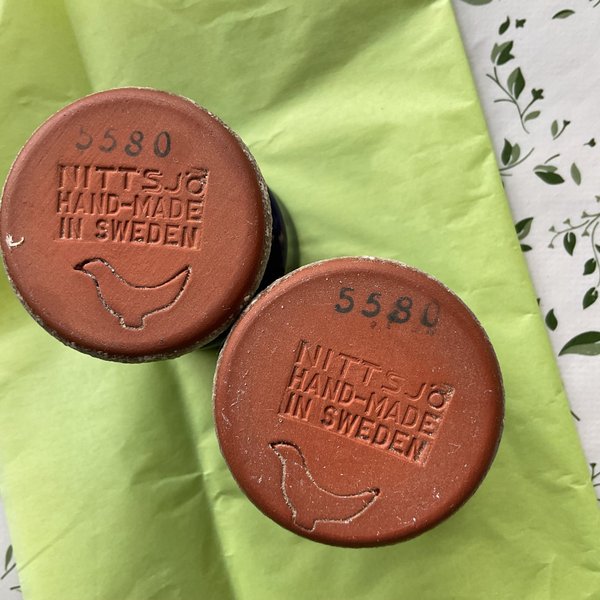 5580
NITTSJÖ
HAND-MADE
IN SWEDEN
5580
NITTSJÖ
HAND-MADE
IN SWEDEN